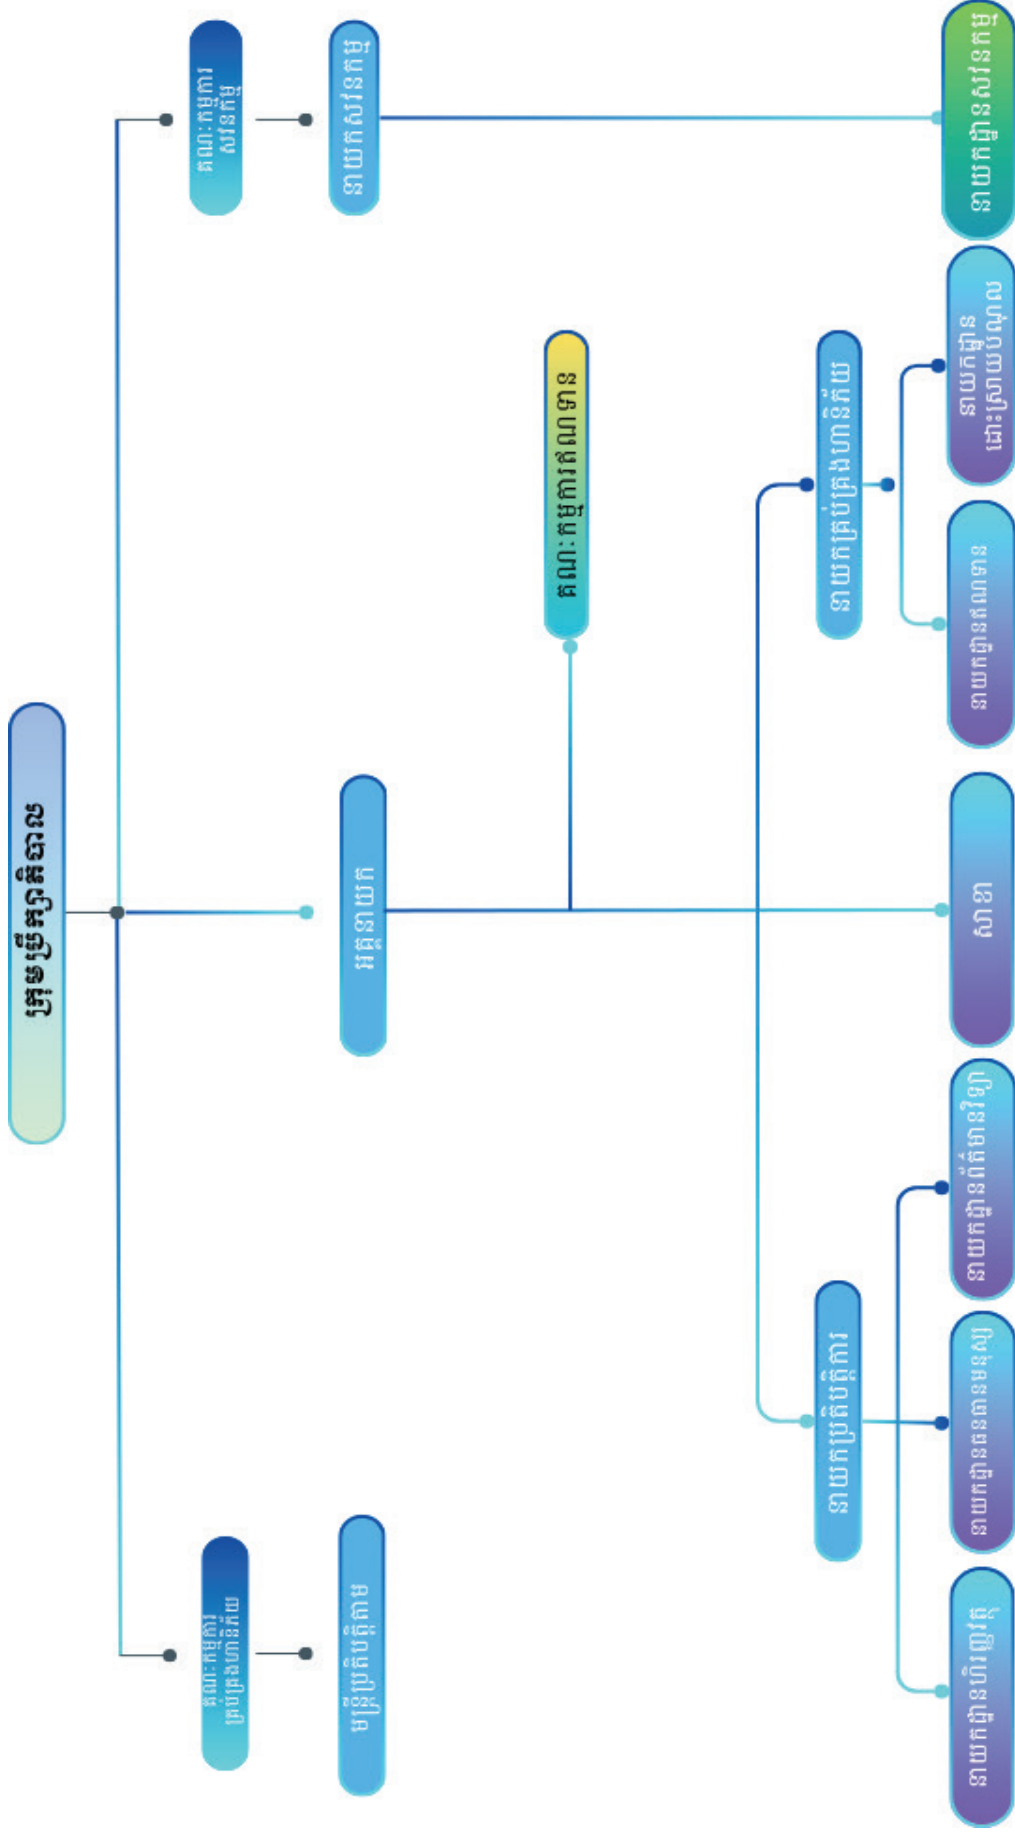 ក្រុមប្រឹក្សាភិបាល
គណៈកម្មការ
គ្រប់គ្រងហានិភ័យ
គណៈកម្មការ
សវនកម្ម
មន្ត្រីប្រតិបត្តិតាម
អគ្គនាយក
នាយកសវនកម្ម
គណៈកម្មការឥណទាន
នាយកប្រតិបត្តិការ
នាយកគ្រប់គ្រងហានិភ័យ
នាយកដ្ឋានហិរញ្ញវត្ថុ
នាយកដ្ឋានធនធានមនុស្ស
នាយកដ្ឋានព័ត៌មានវិទ្យា
សាខា
នាយកដ្ឋានឥណទាន
នាយកដ្ឋាន
ដោះស្រាយបំណុល
នាយកដ្ឋានសវនកម្ម